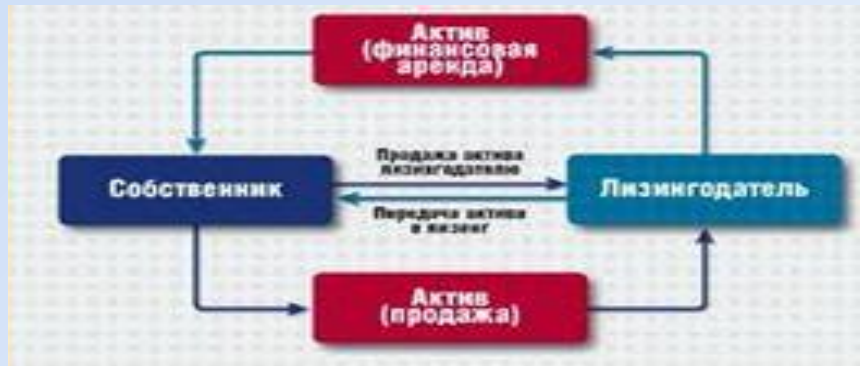 Актив
(финансовая
аренда)
Продажа актива
лизингодателю
Собственник
Лизингодатель
Передача актива
в лизинг
Актив
(продажа)